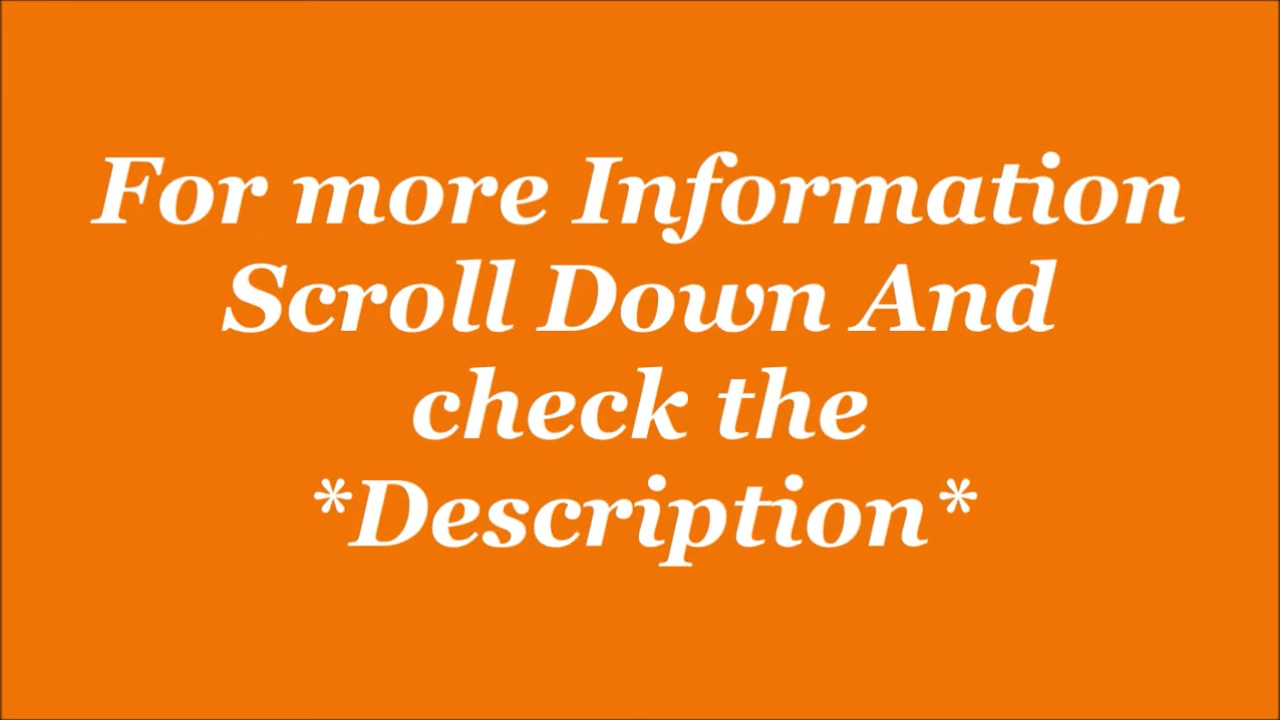 For more Information
Scroll Down And
check the
*Description*